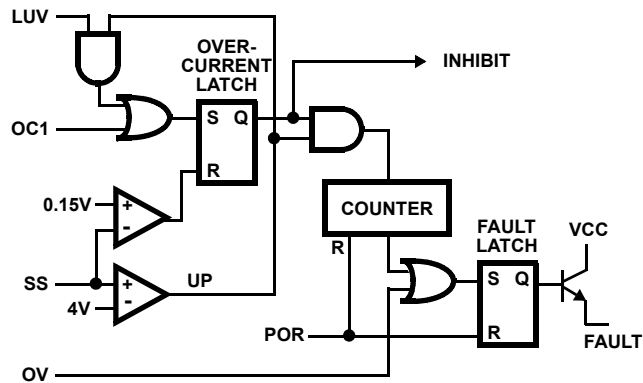 LUV
OVER-
CURRENT
LATCH
INHIBIT
OC1
S Q
R
0.15V
+
-
COUNTER
R
FAULT
LATCH
VCC
SS
+
-
4V
UP
S Q
R
POR
FAULT
OV